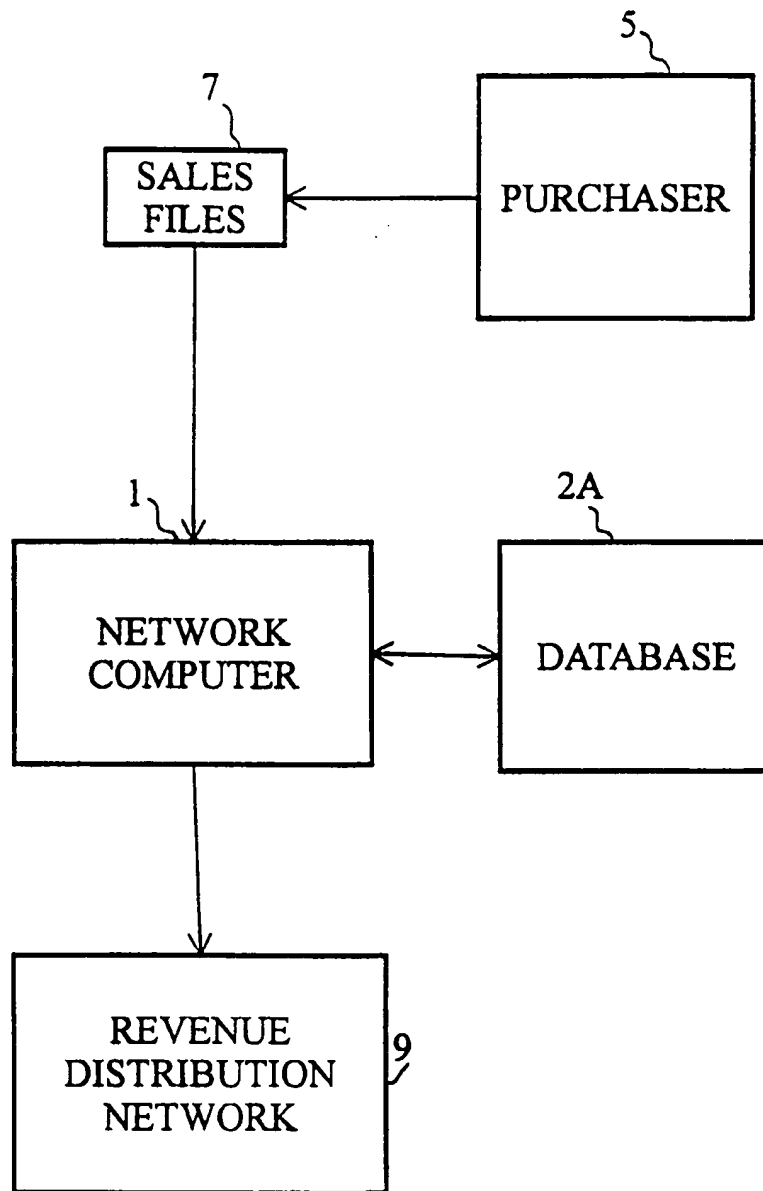 5
7
SALES
FILES
PURCHASER
1
2A
NETWORK
COMPUTER
DATABASE
REVENUE
DISTRIBUTION
NETWORK
9